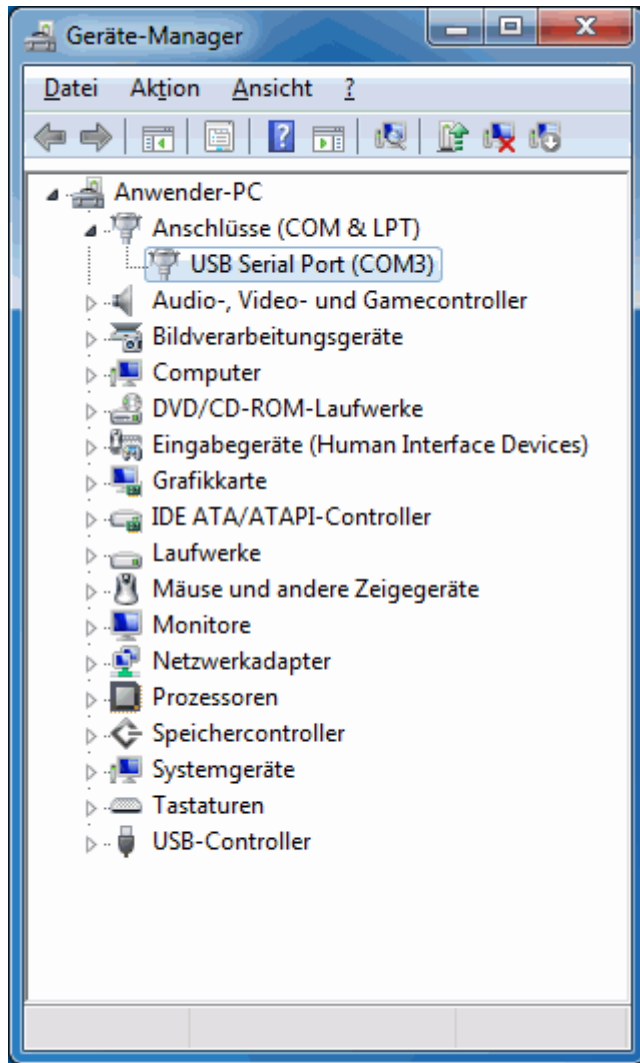 Geräte-Manager
Datei Aktion Ansicht ?
Anwender-PC
Anschlüsse (COM & LPT)
USB Serial Port (COM3)
Audio-, Video- und Gamecontroller
Bildverarbeitungsgeräte
Computer
DVD/CD-ROM-Laufwerke
Eingabegeräte (Human Interface Devices)
Grafikkarte
IDE ATA/ATAPI-Controller
Laufwerke
Mäuse und andere Zeigegeräte
Monitore
Netzwerkadapter
Prozessoren
Speichercontroller
Systemgeräte
Tastaturen
USB-Controller